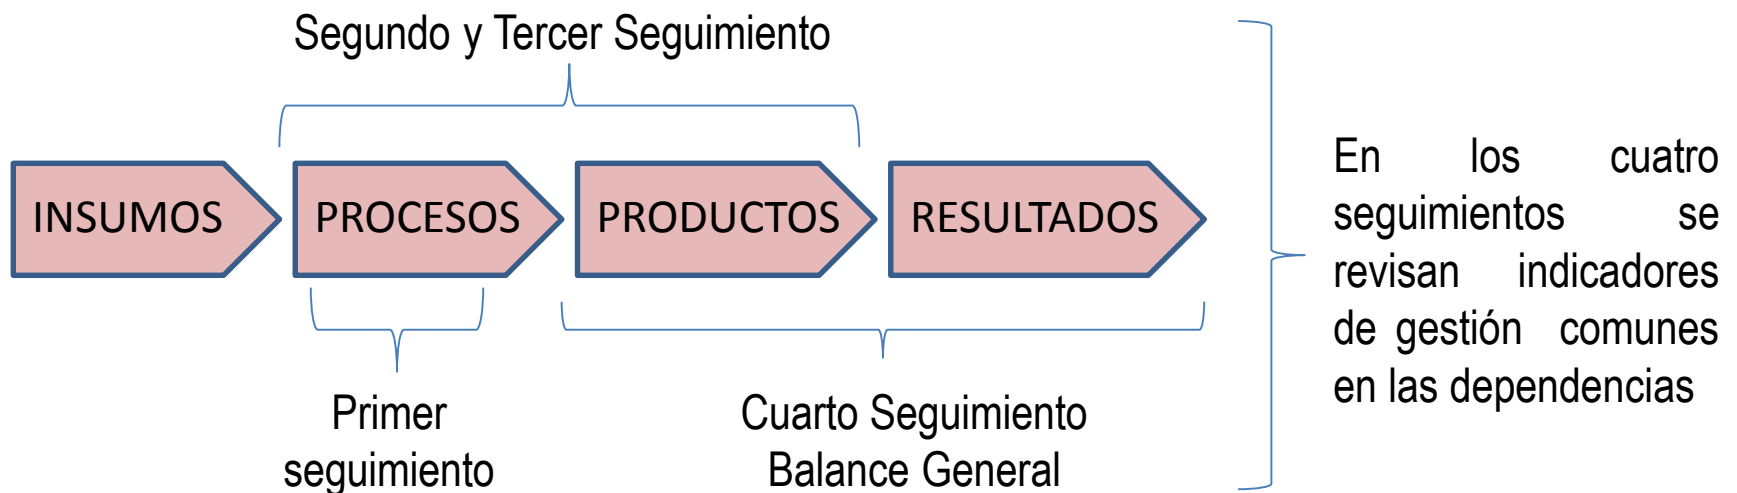 Segundo y Tercer Seguimiento
INSUMOS
PROCESOS
PRODUCTOS
RESULTADOS
Primer
seguimiento
Cuarto Seguimiento
Balance General
En los cuatro
seguimientos se
revisan indicadores
de gestión comunes
en las dependencias